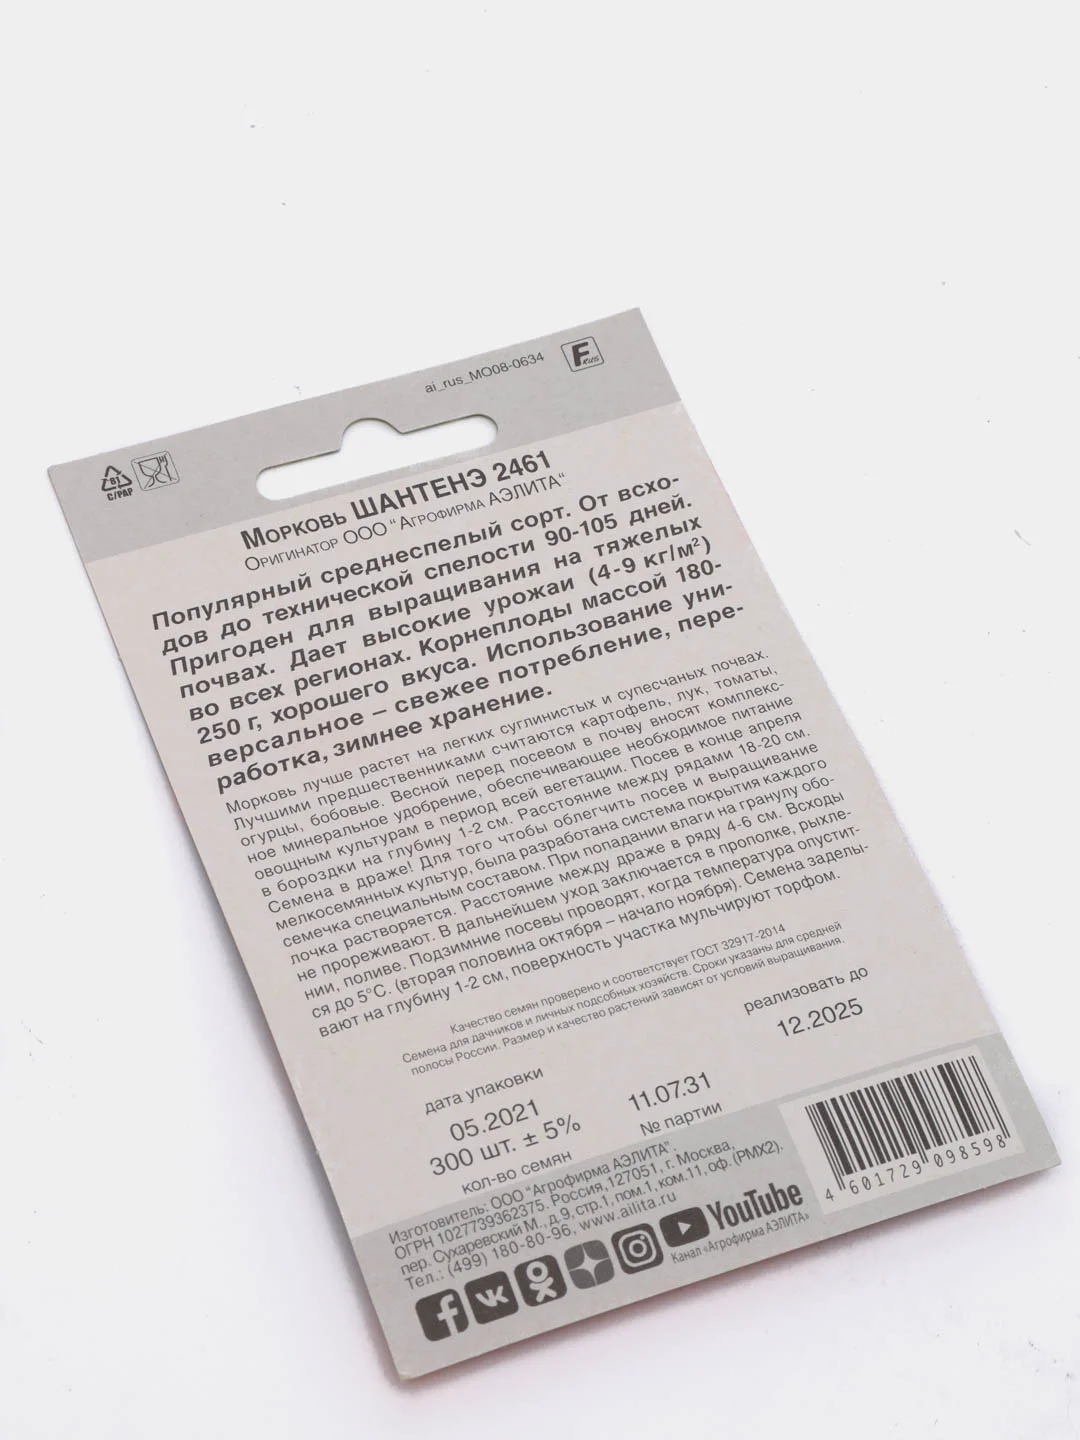 ai_rus_MO08-0634
F RUS
81
C/PAP
Морковь ШАНТЕНЭ 2461
Оригинатор ООО "Агрофирма АЭЛИТА"
Популярный среднеспелый сорт. От всхо-
дов до технической спелости 90-105 дней.
Пригоден для выращивания на тяжелых
почвах. Дает высокие урожаи (4-9 кг/м²)
во всех регионах. Корнеплоды массой 180-
250 г, хорошего вкуса. Использование уни-
версальное – свежее потребление, пере-
работка, зимнее хранение.
Морковь лучше растет на легких суглинистых и супесчаных почвах.
Лучшими предшественниками считаются картофель, лук, томаты,
огурцы, бобовые. Весной перед посевом в почву вносят комплекс-
ное минеральное удобрение, обеспечивающее необходимое питание
овощным культурам в период всей вегетации. Посев в конце апреля
в бороздки на глубину 1-2 см. Расстояние между рядами 18-20 см.
Семена в драже! Для того чтобы облегчить посев и выращивание
мелкосемянных культур, была разработана система покрытия каждого
семечка специальным составом. При попадании влаги на гранулу обо-
лочка растворяется. Расстояние между драже в ряду 4-6 см. Всходы
не прореживают. В дальнейшем уход заключается в прополке, рыхле-
нии, поливе. Подзимние посевы проводят, когда температура опустит-
ся до 5°С. (вторая половина октября – начало ноября). Семена заделы-
вают на глубину 1-2 см, поверхность участка мульчируют торфом.
Качество семян проверено и соответствует ГОСТ 32917-2014
Семена для дачников и личных подсобных хозяйств. Сроки указаны для средней
полосы России. Размер и качество растений зависят от условий выращивания.
реализовать до
12.2025
дата упаковки
05.2021
11.07.31
№ партии
300 шт. ± 5%
кол-во семян
Изготовитель: ООО "Агрофирма АЭЛИТА".
ОГРН 1027739362375. Россия,127051, г. Москва,
пер. Сухаревский М., д.9, стр.1, пом.1, ком.11, оф. (РМХ2).
Тел.: (499) 180-80-96, www.ailita.ru
YouTube
Канал «Агрофирма АЭЛИТА»
4 601729 098598